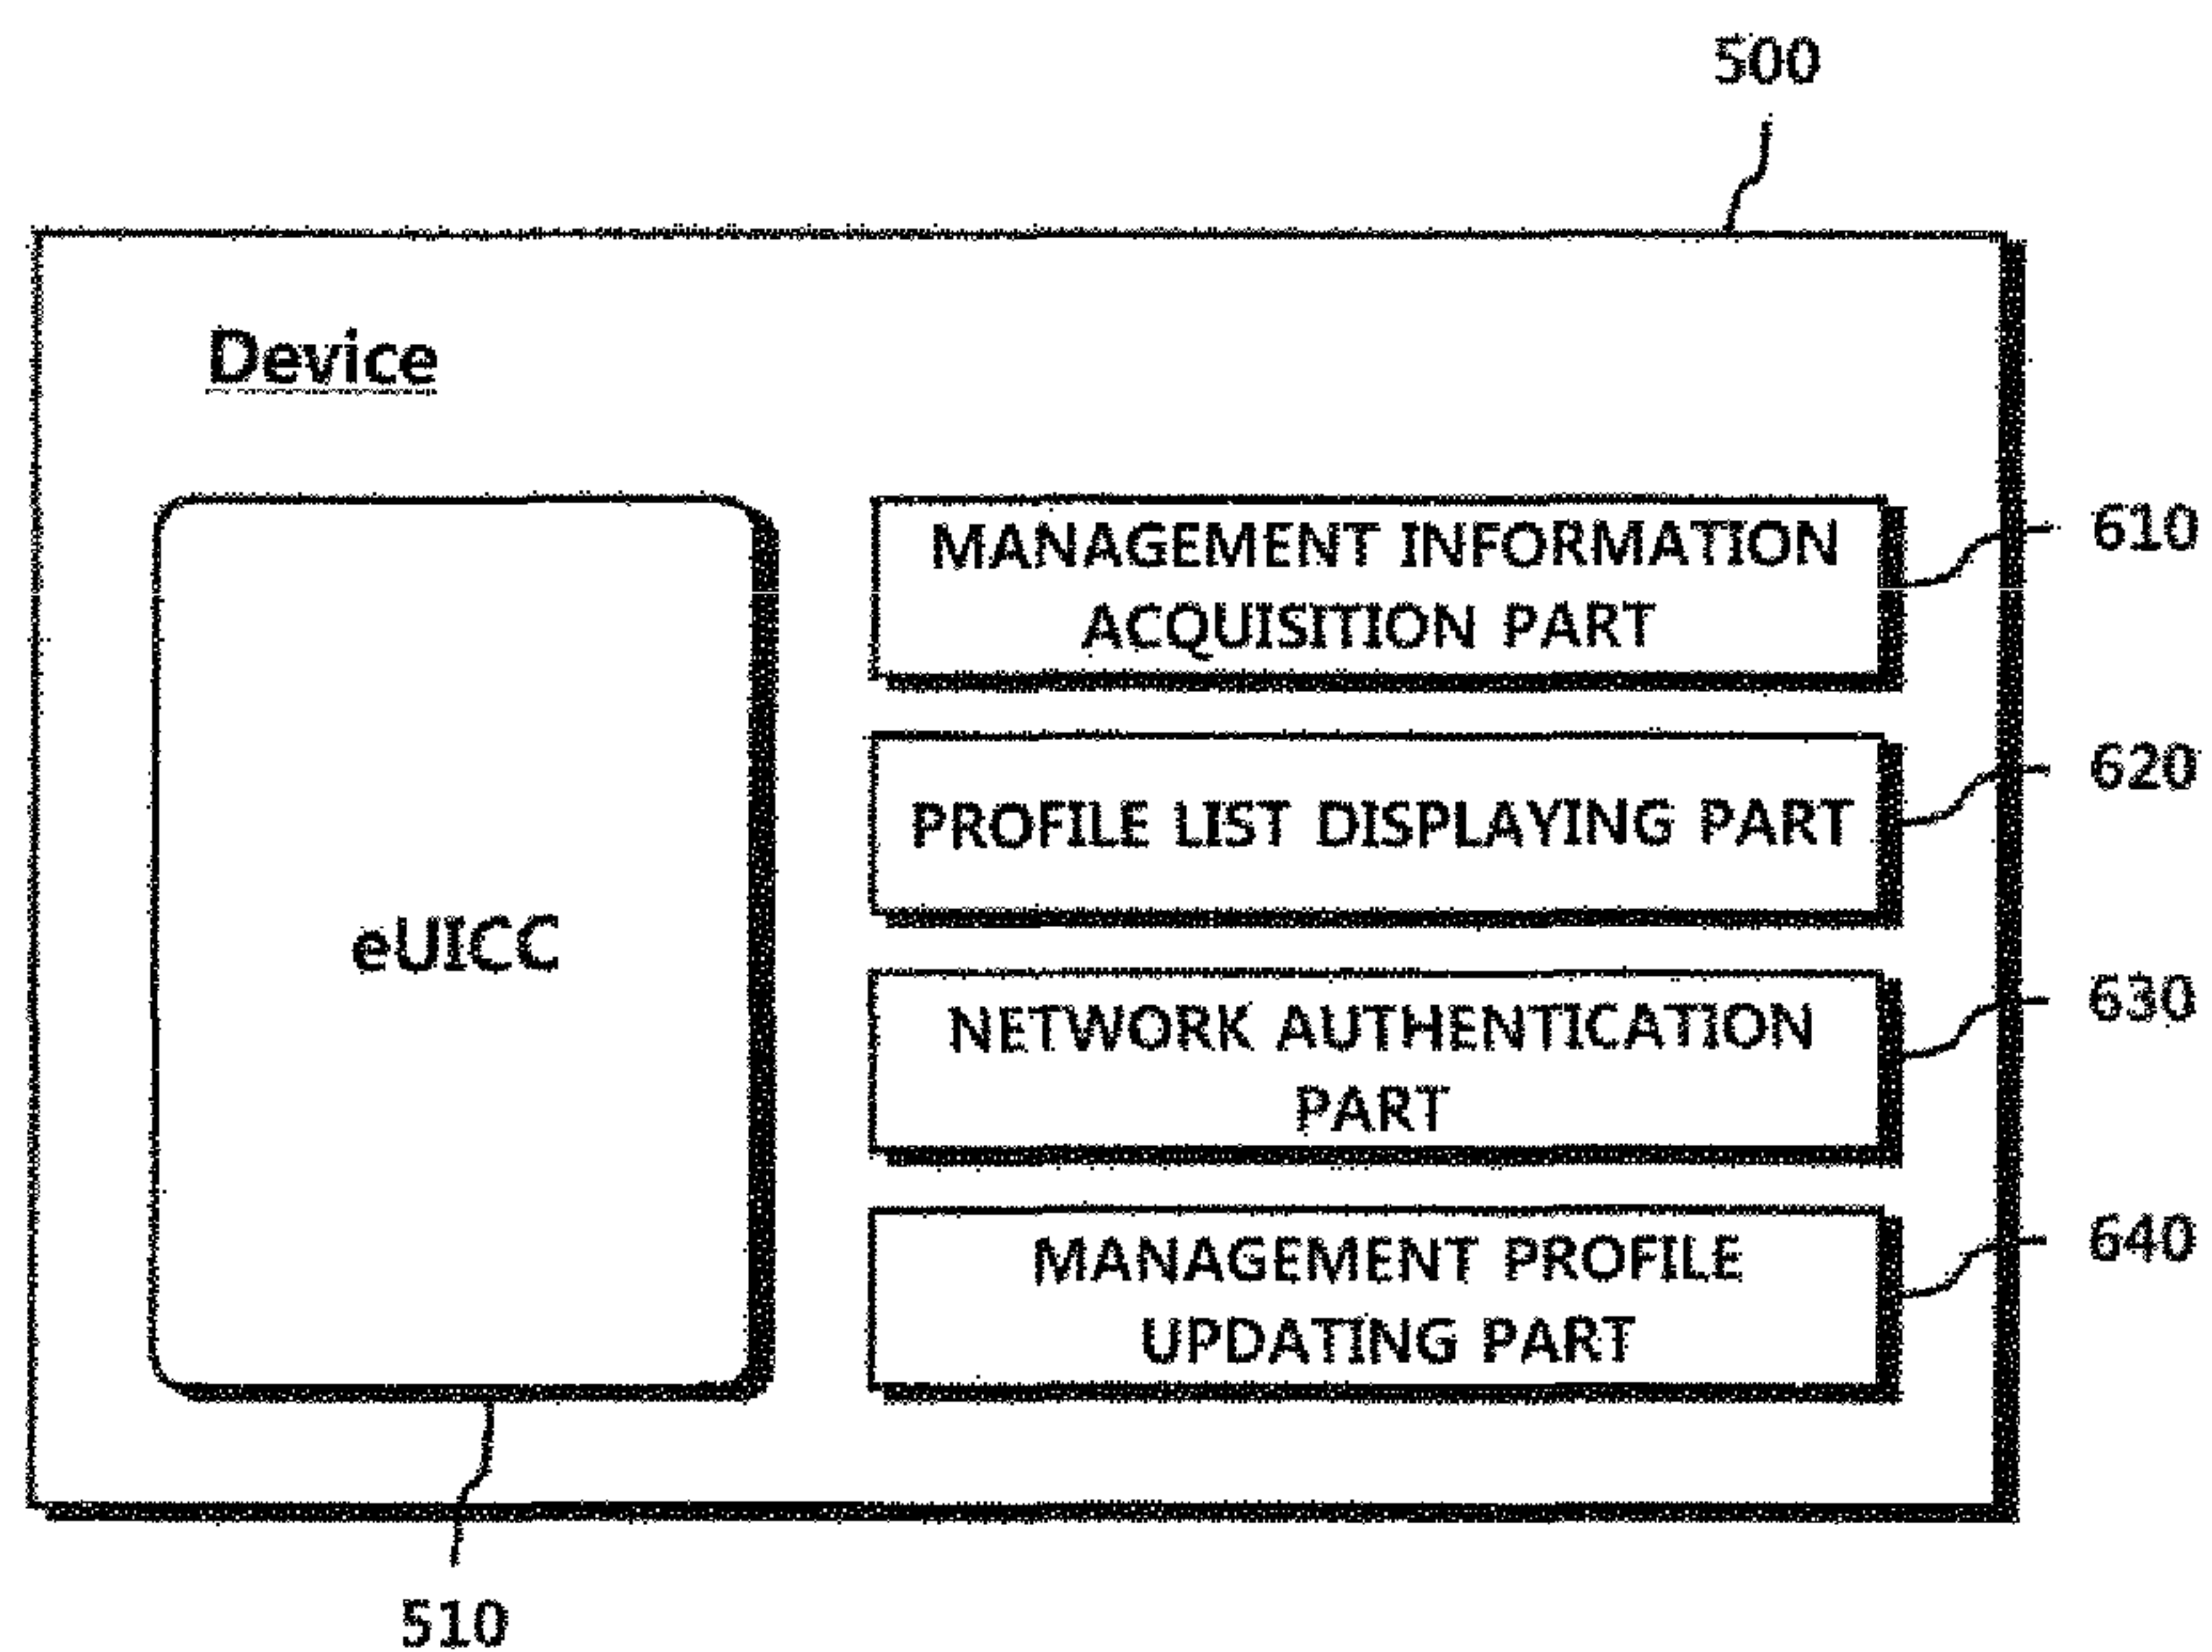 500
Device
MANAGEMENT INFORMATION
ACQUISITION PART
610
PROFILE LIST DISPLAYING PART
620
eUICC
NETWORK AUTHENTICATION
PART
630
MANAGEMENT PROFILE
UPDATING PART
640
510